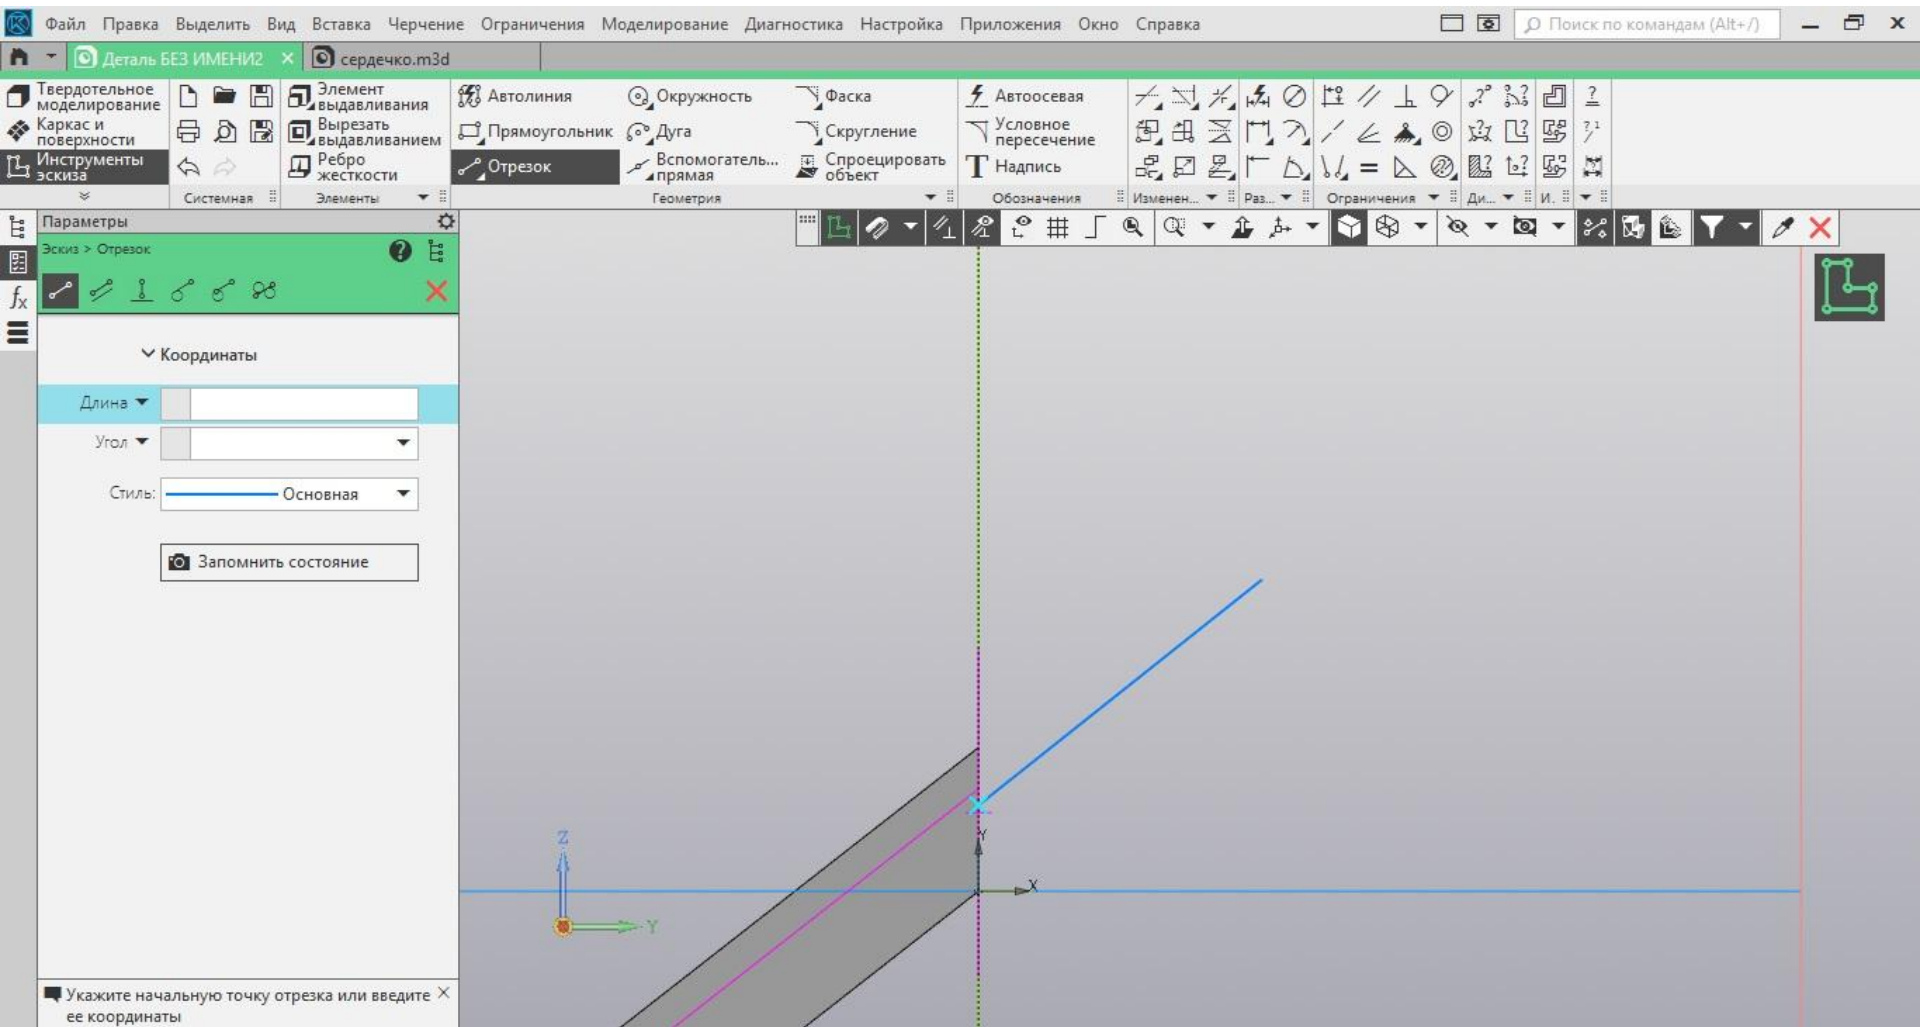 Файл Правка Выделить Вид Вставка Черчение Ограничения Моделирование Диагностика Настройка Приложения Окно Справка
Поиск по командам (Alt+/)
Деталь БЕЗ ИМЕНИ2
сердечко.m3d
Твердотельное
моделирование
Каркас и
поверхности
Инструменты
эскиза
Системная
Элемент
выдавливания
Вырезать
выдавливанием
Ребро
жесткости
Элементы
Автолиния
Прямоугольник
Отрезок
Окружность
Дуга
Вспомогатель...
прямая
Фаска
Скругление
Спроецировать
объект
Геометрия
Автоосевая
Условное
пересечение
Надпись
Обозначения
Изменен...
Раз...
Ограничения
Ди...
И.
Параметры
Эскиз > Отрезок
Координаты
Длина
Угол
Стиль: Основная
Запомнить состояние
Укажите начальную точку отрезка или введите
ее координаты
Z
Y
Y
X